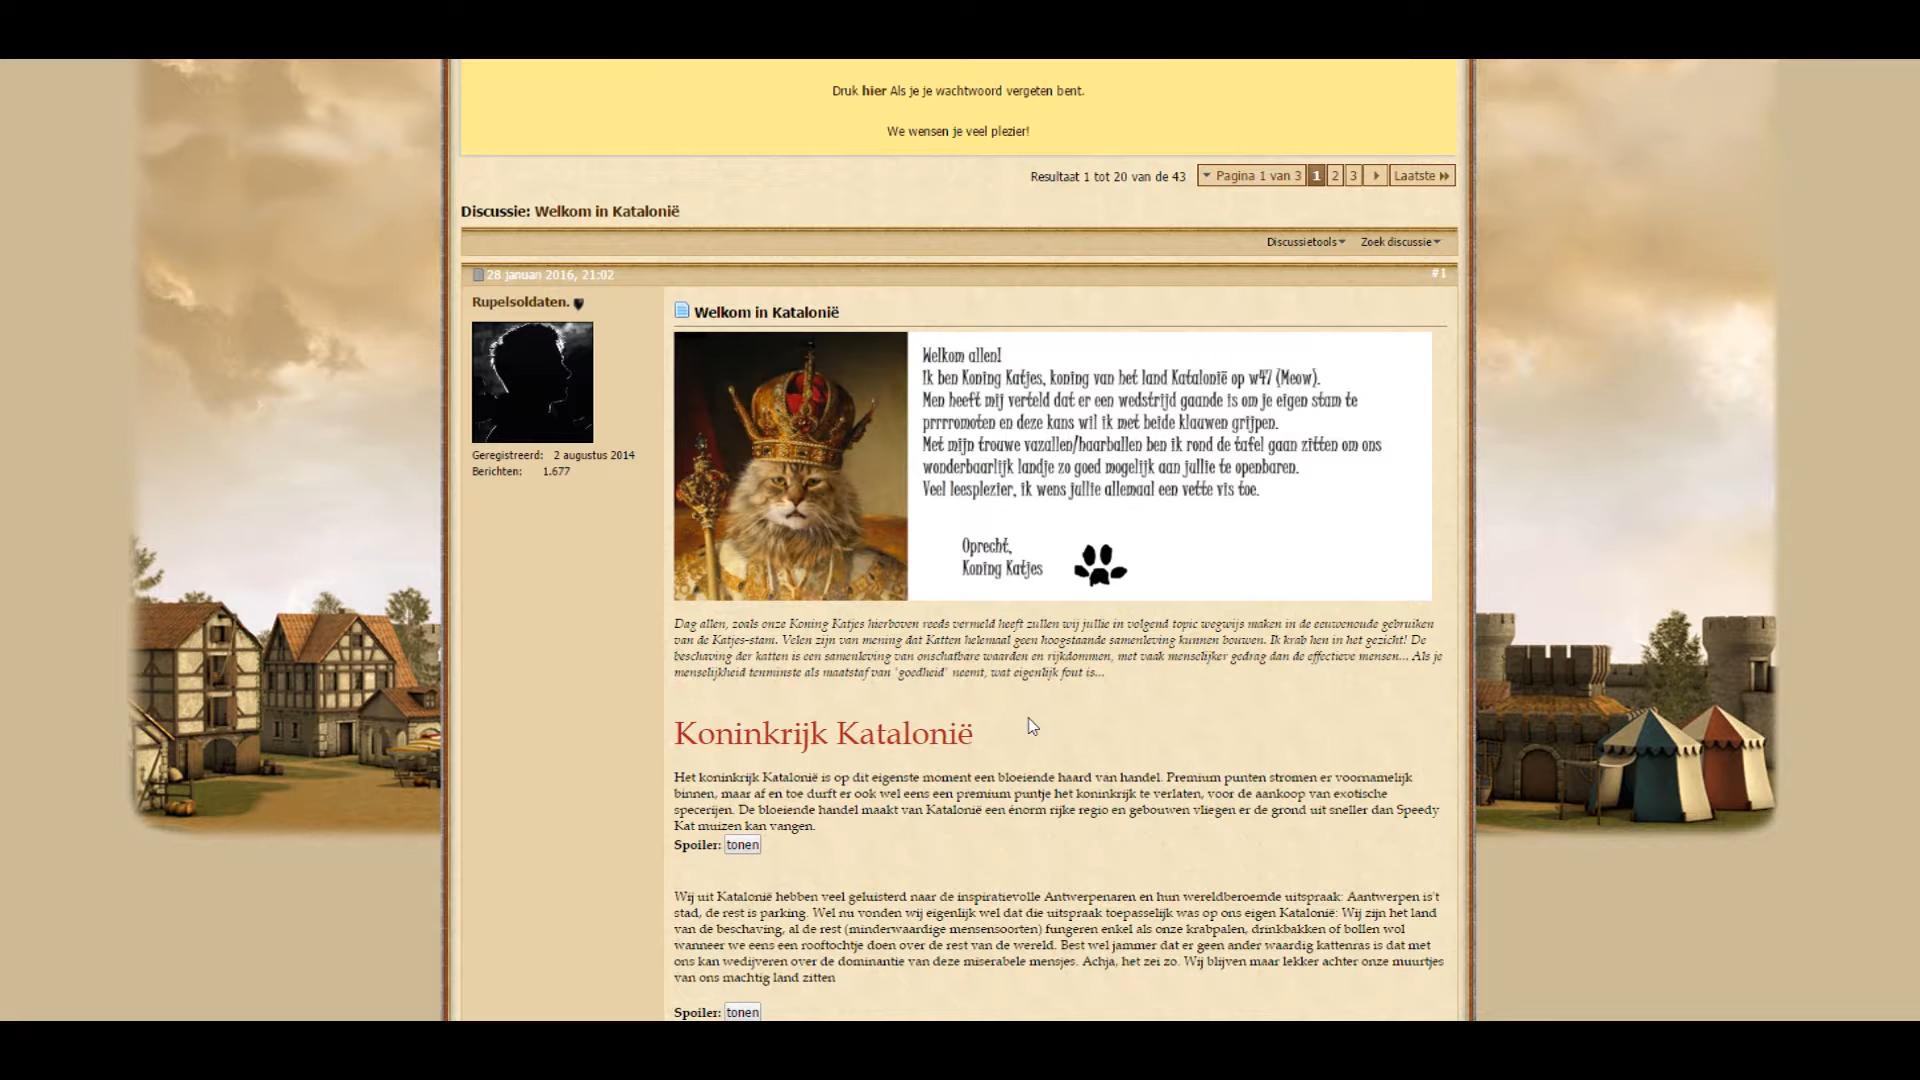 Druk hier Als je je wachtwoord vergeten bent.
We wensen je veel plezier!
Resultaat 1 tot 20 van de 43
Pagina 1 van 3 1 2 3 Laatste
Discussie: Welkom in Katalonië
Discussietools Zoek discussie
28 januari 2016, 21:02 #1
Rupelsoldaten.
Geregistreerd: 2 augustus 2014
Berichten: 1.677
Welkom in Katalonië
Welkom allen!
Ik ben Koning Katjes, koning van het land Katalonië op w47 (Meow).
Men heeft mij verteld dat er een wedstrijd gaande is om je eigen stam te
prrrromoten en deze kans wil ik met beide klauwen grijpen.
Met mijn trouwe vazallen/haarballen ben ik rond de tafel gaan zitten om ons
wonderbaarlijk landje zo goed mogelijk aan jullie te openbaren.
Veel leesplezier, ik wens jullie allemaal een vette vis toe.
Oprecht,
Koning Katjes
Dag allen, zoals onze Koning Katjes hierboven reeds vermeld heeft zullen wij jullie in volgend topic wegwijs maken in de eeuwenoude gebruiken
van de Katjes-stam. Velen zijn van mening dat Katten helemaal geen hoogstaande samenleving kunnen bouwen. Ik krab hen in het gezicht! De
beschaving der katten is een samenleving van onschatbare waarden en rijkdommen, met vaak menselijker gedrag dan de effectieve mensen... Als je
menselijkheid tenminste als maatstaf van 'goedheid' neemt, wat eigenlijk fout is...
Koninkrijk Katalonië
Het koninkrijk Katalonië is op dit eigenste moment een bloeiende haard van handel. Premium punten stromen er voornamelijk
binnen, maar af en toe durft er ook wel eens een premium puntje het koninkrijk te verlaten, voor de aankoop van exotische
specerijen. De bloeiende handel maakt van Katalonië een énorm rijke regio en gebouwen vliegen er de grond uit sneller dan Speedy
Kat muizen kan vangen.
Spoiler: tonen
Wij uit Katalonië hebben veel geluisterd naar de inspiratievolle Antwerpenaren en hun wereldberoemde uitspraak: Aantwerpen is't
stad, de rest is parking. Wel nu vonden wij eigenlijk wel dat die uitspraak toepasselijk was op ons eigen Katalonië: Wij zijn het land
van de beschaving, al de rest (minderwaardige mensensoorten) fungeren enkel als onze krabpalen, drinkbakken of bollen wol
wanneer we eens een rooftochtje doen over de rest van de wereld. Best wel jammer dat er geen ander waardig kattenras is dat met
ons kan wedijveren over de dominantie van deze miserabele mensjes. Achja, het zei zo. Wij blijven maar lekker achter onze muurtjes
van ons machtig land zitten
Spoiler: tonen